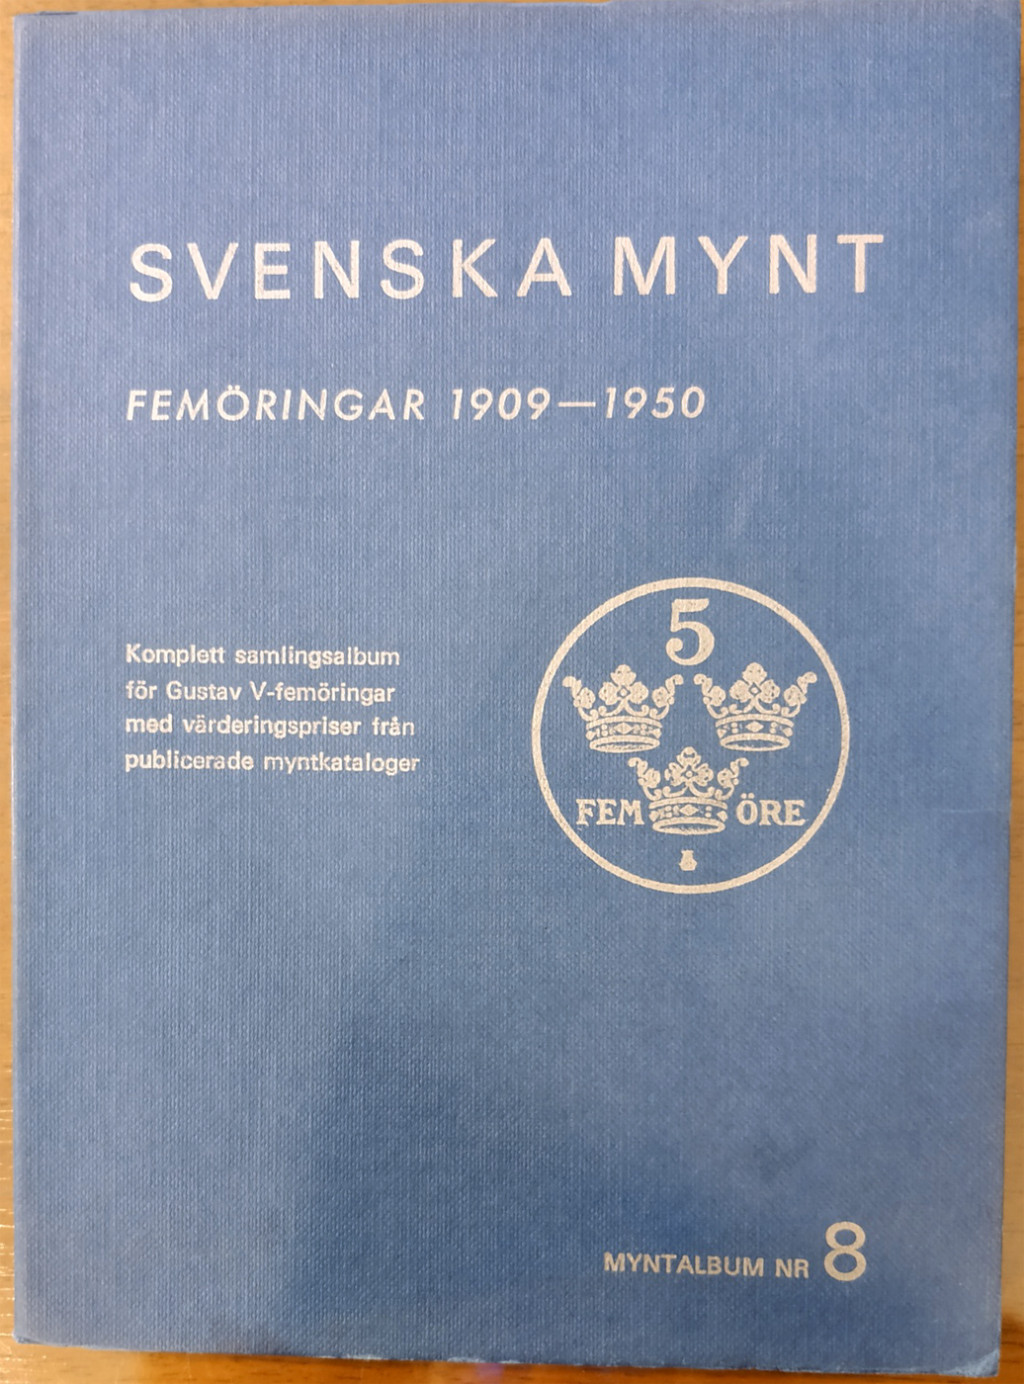 SVENSKA MYNT
FEMÖRINGAR 1909—1950
Komplett samlingsalbum
för Gustav V-femöringar
med värderingspriser från
publicerade myntkataloger
5
FEM ÖRE
MYNTALBUM NR 8